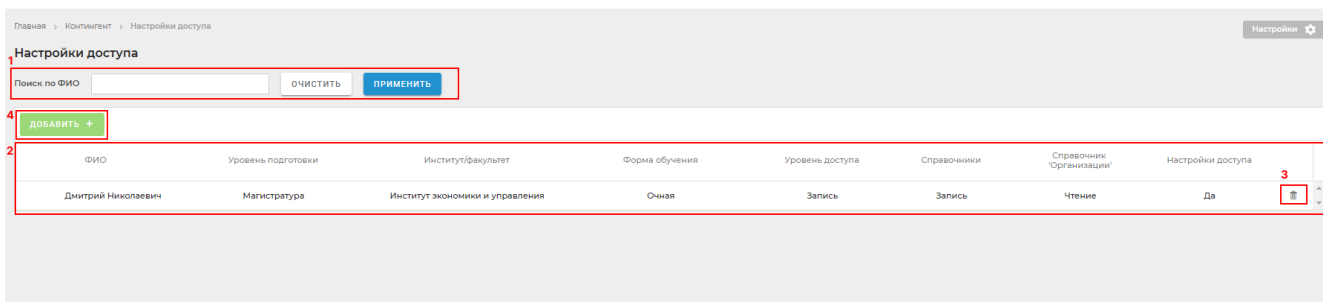 Главная > Контингент > Настройки доступа
Настройки
Настройки доступа
1
Поиск по ФИО ОЧИСТИТЬ ПРИМЕНИТЬ
4
ДОБАВИТЬ +
2
ФИО Уровень подготовки Институт/факультет Форма обучения Уровень доступа Справочники Справочник 'Организации' Настройки доступа
3
Дмитрий Николаевич Магистратура Институт экономики и управления Очная Запись Запись Чтение Да